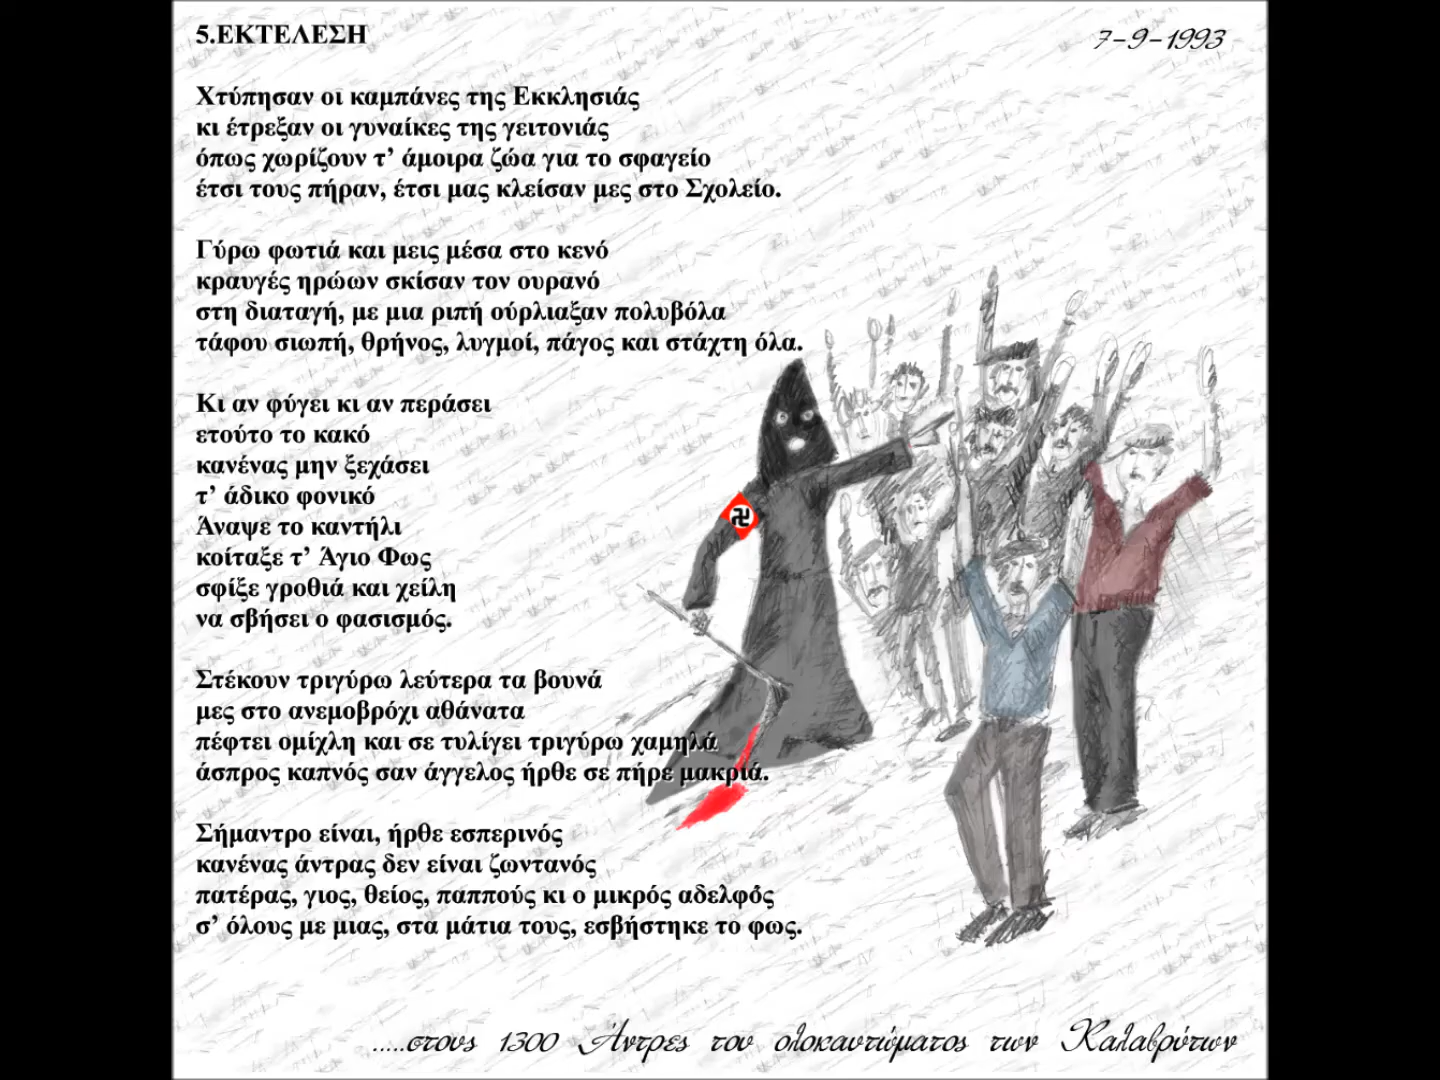 5.ΕΚΤΕΛΕΣΗ
7-9-1993
Χτύπησαν οι καμπάνες της Εκκλησιάς
κι έτρεξαν οι γυναίκες της γειτονιάς
όπως χωρίζουν τ’ άμοιρα ζώα για το σφαγείο
έτσι τους πήραν, έτσι μας κλείσαν μες στο Σχολείο.
Γύρω φωτιά και μεις μέσα στο κενό
κραυγές ηρώων σκίσαν τον ουρανό
στη διαταγή, με μια ριπή ούρλιαξαν πολυβόλα
τάφου σιωπή, θρήνος, λυγμοί, πάγος και στάχτη όλα.
Κι αν φύγει κι αν περάσει
ετούτο το κακό
κανένας μην ξεχάσει
τ’ άδικο φονικό
Άναψε το καντήλι
κοίταξε τ’ Άγιο Φως
σφίξε γροθιά και χείλη
να σβήσει ο φασισμός.
Στέκουν τριγύρω λεύτερα τα βουνά
μες στο ανεμοβρόχι αθάνατα
πέφτει ομίχλη και σε τυλίγει τριγύρω χαμηλά
άσπρος καπνός σαν άγγελος ήρθε σε πήρε μακριά.
Σήμαντρο είναι, ήρθε εσπερινός
κανένας άντρας δεν είναι ζωντανός
πατέρας, γιος, θείος, παππούς κι ο μικρός αδελφός
σ’ όλους με μιας, στα μάτια τους, εσβήστηκε το φως.
.....στους 1300 Άντρες του ολοκαυτώματος των Καλαβρύτων